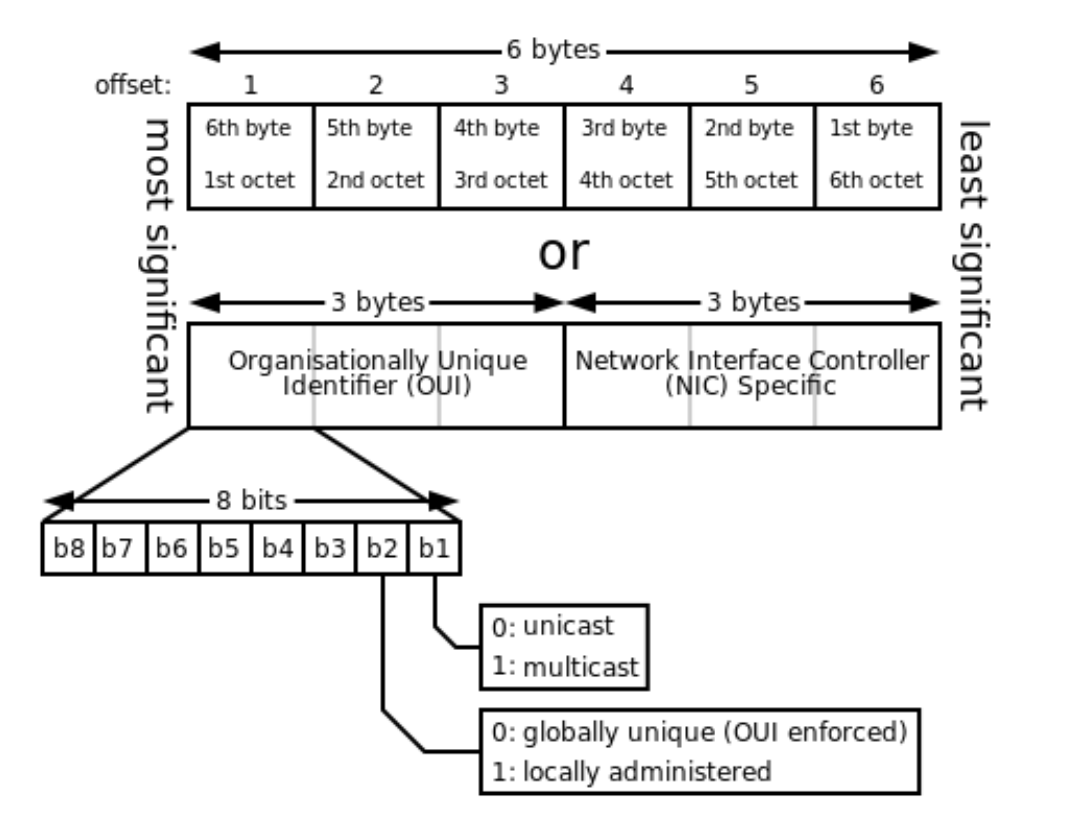 6 bytes
offset: 1 2 3 4 5 6
most significant
6th byte 5th byte 4th byte 3rd byte 2nd byte 1st byte
1st octet 2nd octet 3rd octet 4th octet 5th octet 6th octet
least significant
or
3 bytes 3 bytes
Organisationally Unique
Identifier (OUI)
Network Interface Controller
(NIC) Specific
8 bits
b8 b7 b6 b5 b4 b3 b2 b1
0: unicast
1: multicast
0: globally unique (OUI enforced)
1: locally administered